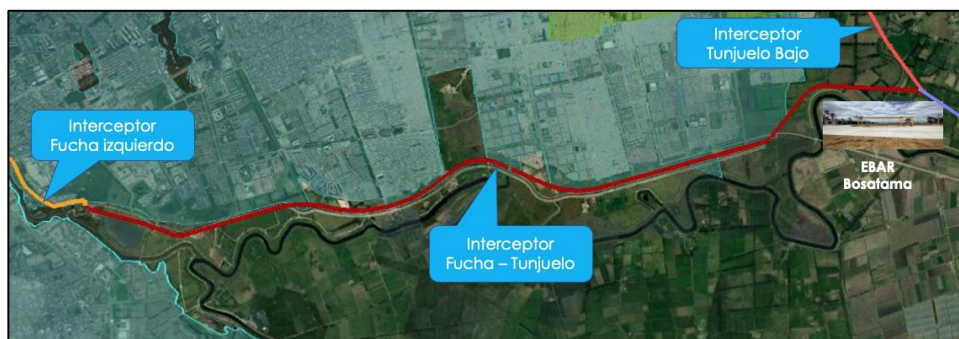 Interceptor
Tunjuelo Bajo
Interceptor
Fucha izquierdo
EBAR
Bosatama
Interceptor
Fucha – Tunjuelo